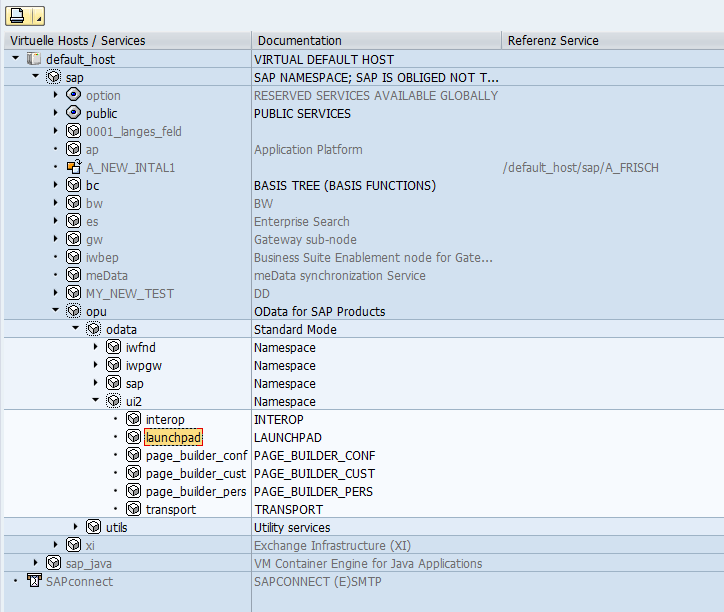 Virtuelle Hosts / Services Documentation Referenz Service
default_host VIRTUAL DEFAULT HOST
sap SAP NAMESPACE; SAP IS OBLIGED NOT T...
option RESERVED SERVICES AVAILABLE GLOBALLY
public PUBLIC SERVICES
0001_langes_feld
ap Application Platform
A_NEW_INTAL1 /default_host/sap/A_FRISCH
bc BASIS TREE (BASIS FUNCTIONS)
bw BW
es Enterprise Search
gw Gateway sub-node
iwbep Business Suite Enablement node for Gate...
meData meData synchronization Service
MY_NEW_TEST DD
opu OData for SAP Products
odata Standard Mode
iwfnd Namespace
iwpgw Namespace
sap Namespace
ui2 Namespace
interop INTEROP
launchpad LAUNCHPAD
page_builder_conf PAGE_BUILDER_CONF
page_builder_cust PAGE_BUILDER_CUST
page_builder_pers PAGE_BUILDER_PERS
transport TRANSPORT
utils Utility services
xi Exchange Infrastructure (XI)
sap_java VM Container Engine for Java Applications
SAPconnect SAPCONNECT (E)SMTP